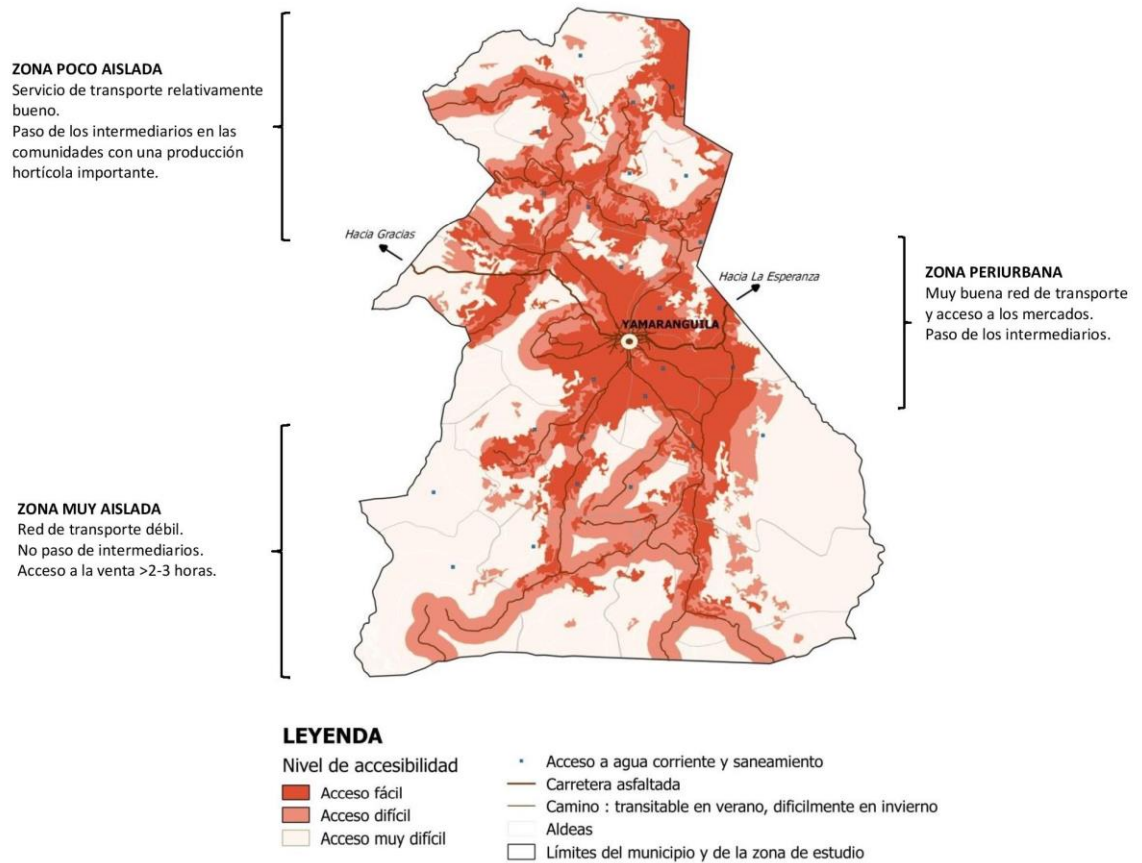 ZONA POCO AISLADA
Servicio de transporte relativamente
bueno.
Paso de los intermediarios en las
comunidades con una producción
hortícola importante.
Hacia Gracias
Hacia La Esperanza
YAMARANGUILA
ZONA PERIURBANA
Muy buena red de transporte
y acceso a los mercados.
Paso de los intermediarios.
ZONA MUY AISLADA
Red de transporte débil.
No paso de intermediarios.
Acceso a la venta >2-3 horas.
LEYENDA
Nivel de accesibilidad
Acceso fácil
Acceso difícil
Acceso muy difícil
Acceso a agua corriente y saneamiento
Carretera asfaltada
Camino : transitable en verano, dificilmente en invierno
Aldeas
Límites del municipio y de la zona de estudio